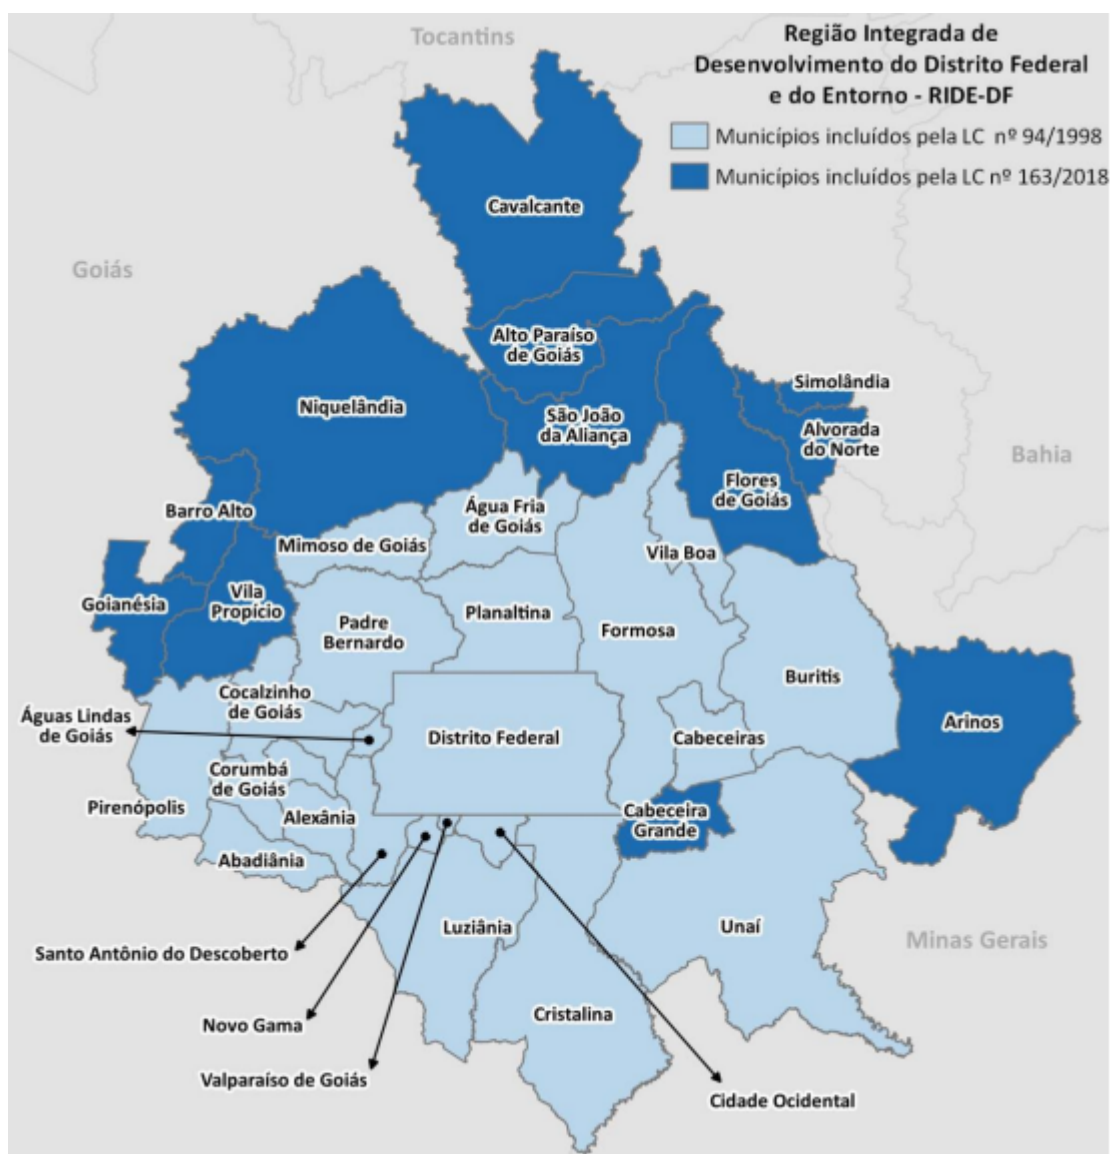 Tocantins
Região Integrada de
Desenvolvimento do Distrito Federal
e do Entorno - RIDE-DF
Municípios incluídos pela LC nº 94/1998
Municípios incluídos pela LC nº 163/2018
Cavalcante
Goiás
Alto Paraíso
de Goiás
Simolândia
Niquelândia
São João
da Aliança
Alvorada
do Norte
Bahia
Flores
de Goiás
Barro Alto
Água Fria
de Goiás
Mimoso de Goiás
Vila Boa
Goianésia
Vila
Propício
Planaltina
Padre
Bernardo
Formosa
Buritis
Cocalzinho
de Goiás
Águas Lindas
de Goiás
Distrito Federal
Cabeceiras
Arinos
Corumbá
de Goiás
Pirenópolis
Alexânia
Cabeceira
Grande
Abadiânia
Luziânia
Unaí
Minas Gerais
Santo Antônio do Descoberto
Cristalina
Novo Gama
Valparaíso de Goiás
Cidade Ocidental